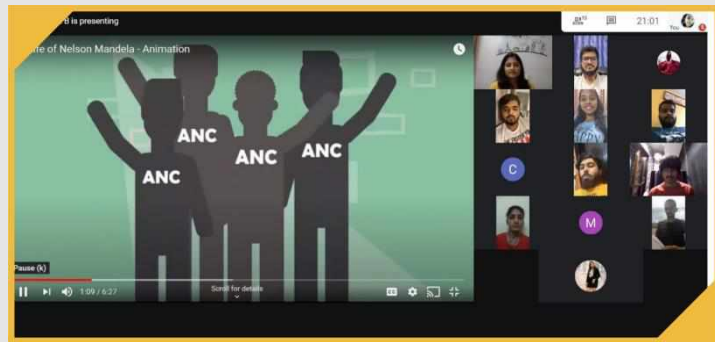 B is presenting
21:01
You
of Nelson Mandela - Animation
ANC
ANC
ANC
ANC
C
M
Pause (k)
1:09 / 6:27
Scroll for details